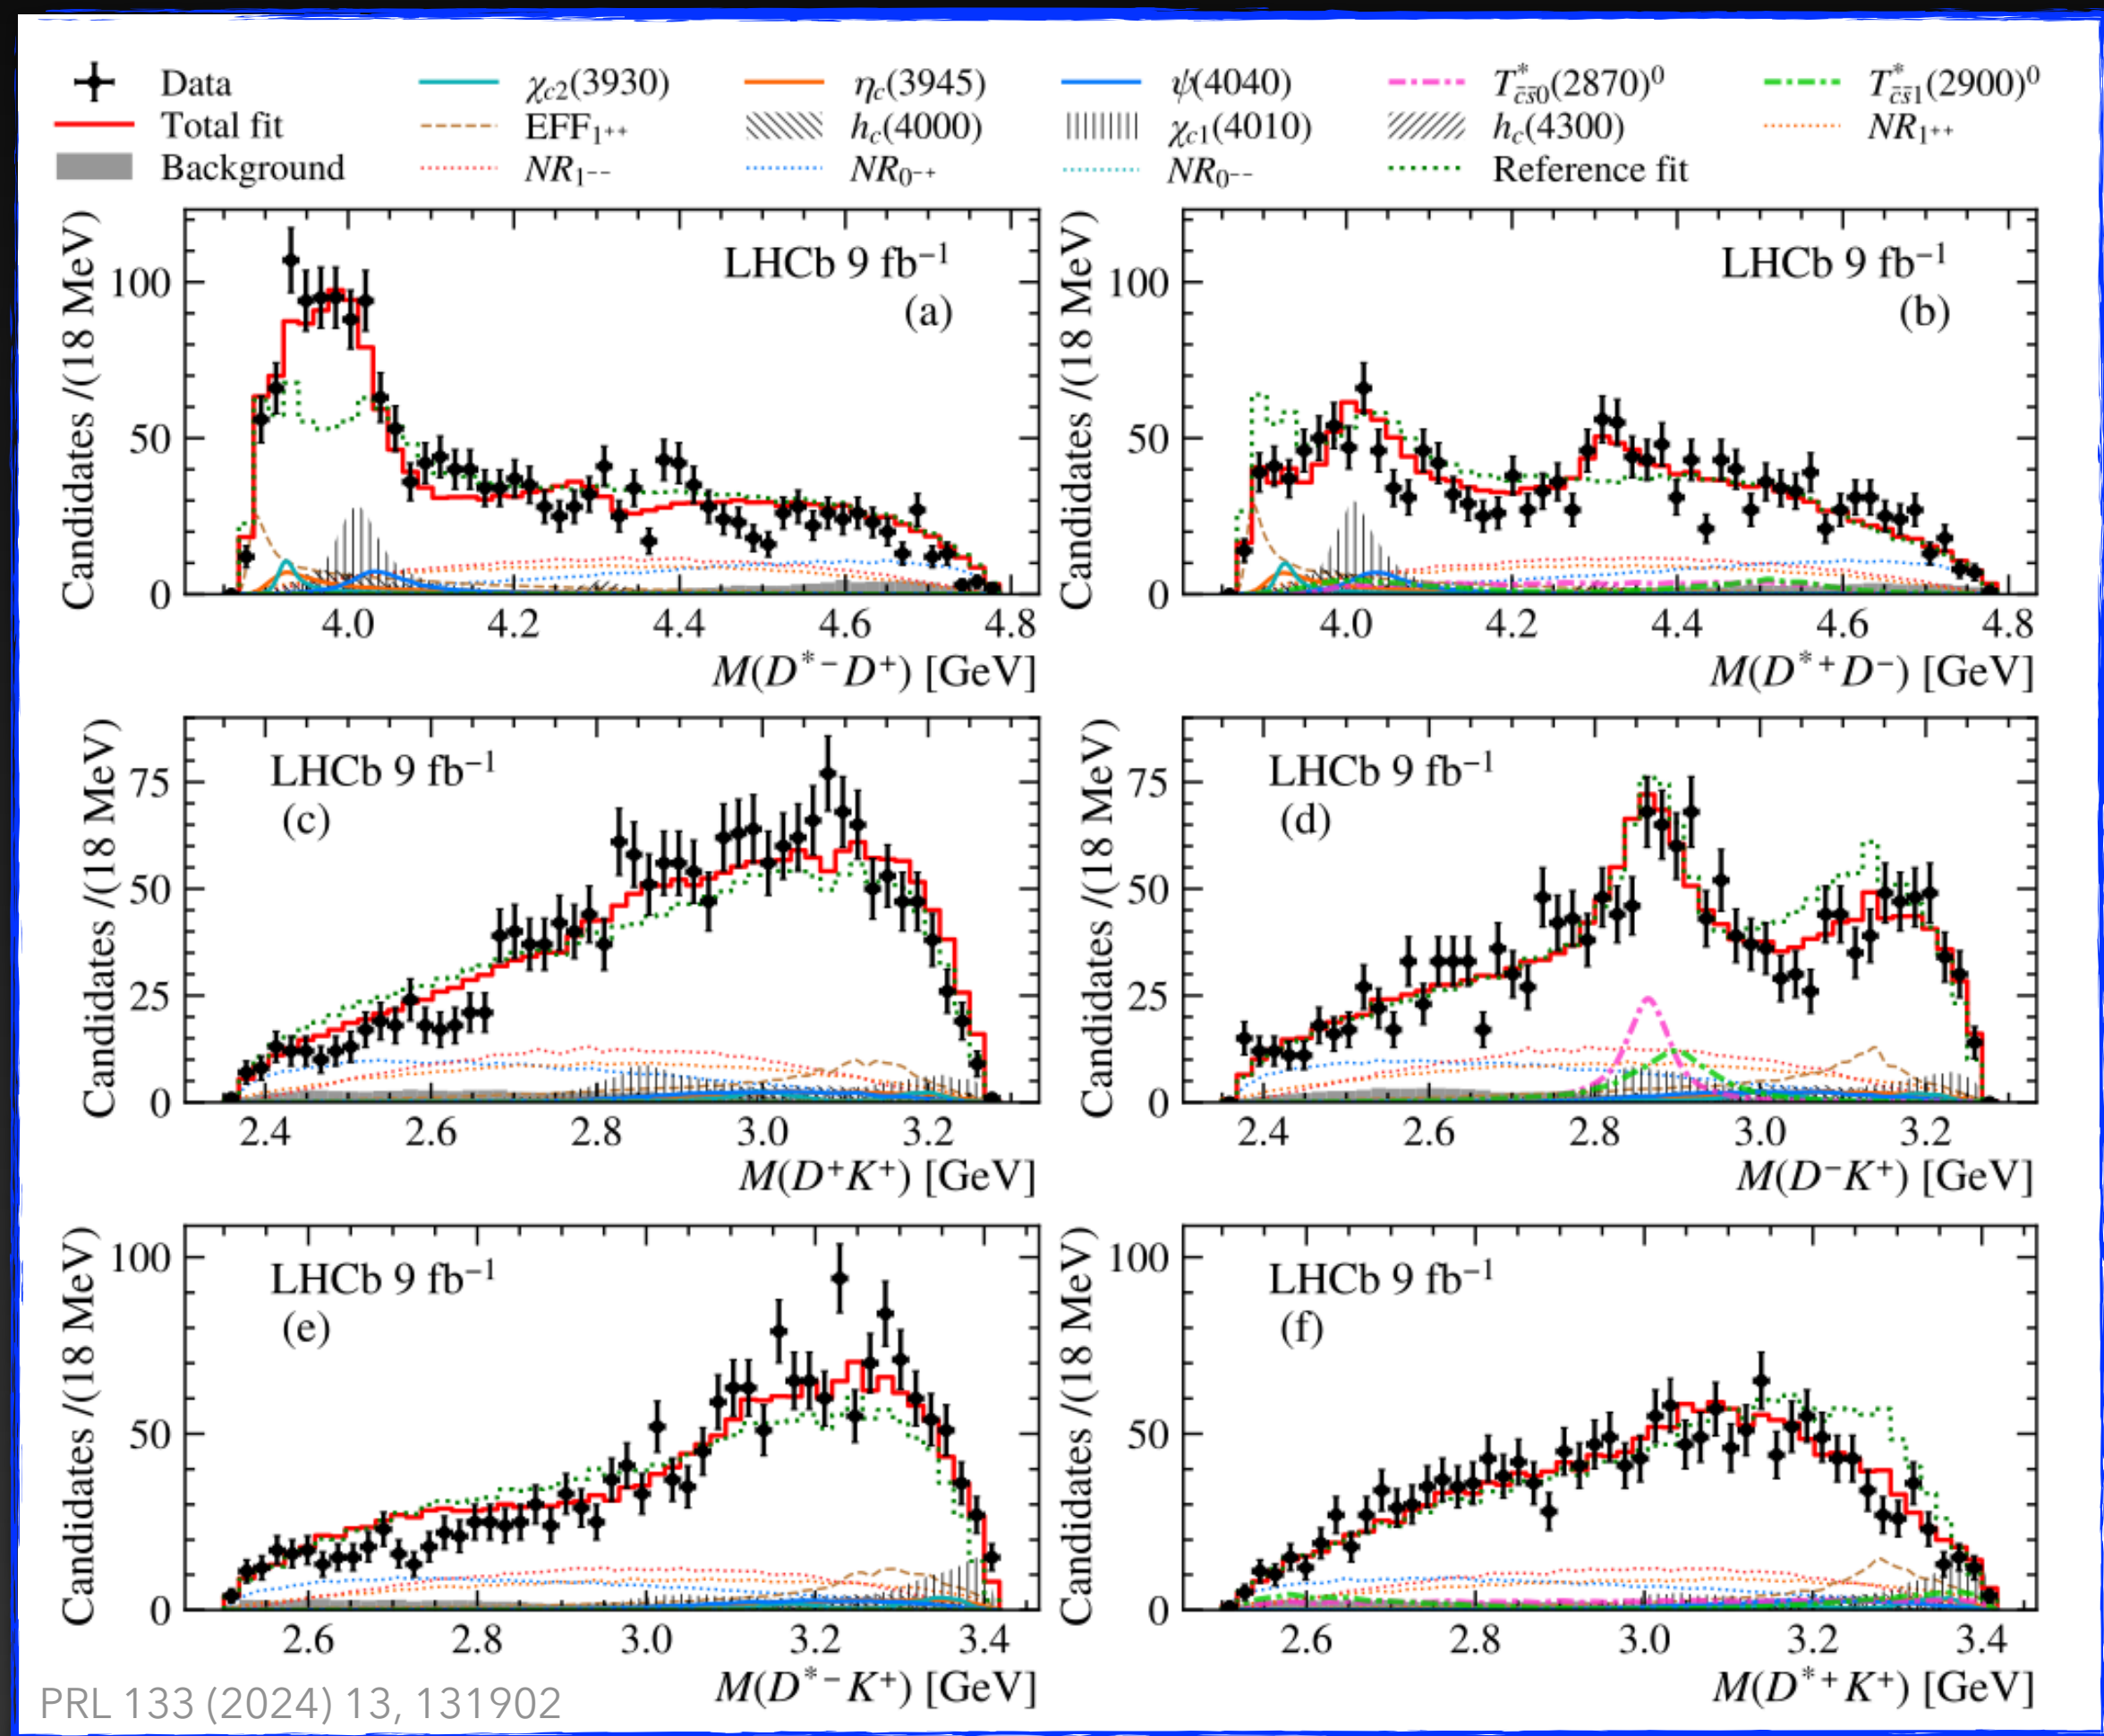 Data χc2(3930) ηc(3945) ψ(4040) T*c̄s̄0(2870)⁰ T*c̄s̄1(2900)⁰
Total fit EFF1++ hc(4000) χc1(4010) hc(4300) NR1++
Background NR1−− NR0−+ NR0−− Reference fit
Candidates /(18 MeV)
100
50
0
LHCb 9 fb⁻¹
(a)
4.0 4.2 4.4 4.6 4.8
M(D*−D⁺) [GeV]
Candidates /(18 MeV)
100
50
0
LHCb 9 fb⁻¹
(b)
4.0 4.2 4.4 4.6 4.8
M(D*⁺D−) [GeV]
Candidates /(18 MeV)
75
50
25
0
LHCb 9 fb⁻¹
(c)
2.4 2.6 2.8 3.0 3.2
M(D⁺K⁺) [GeV]
Candidates /(18 MeV)
75
50
25
0
LHCb 9 fb⁻¹
(d)
2.4 2.6 2.8 3.0 3.2
M(D−K⁺) [GeV]
Candidates /(18 MeV)
100
50
0
LHCb 9 fb⁻¹
(e)
2.6 2.8 3.0 3.2 3.4
M(D*−K⁺) [GeV]
Candidates /(18 MeV)
100
50
0
LHCb 9 fb⁻¹
(f)
2.6 2.8 3.0 3.2 3.4
M(D*⁺K⁺) [GeV]
PRL 133 (2024) 13, 131902